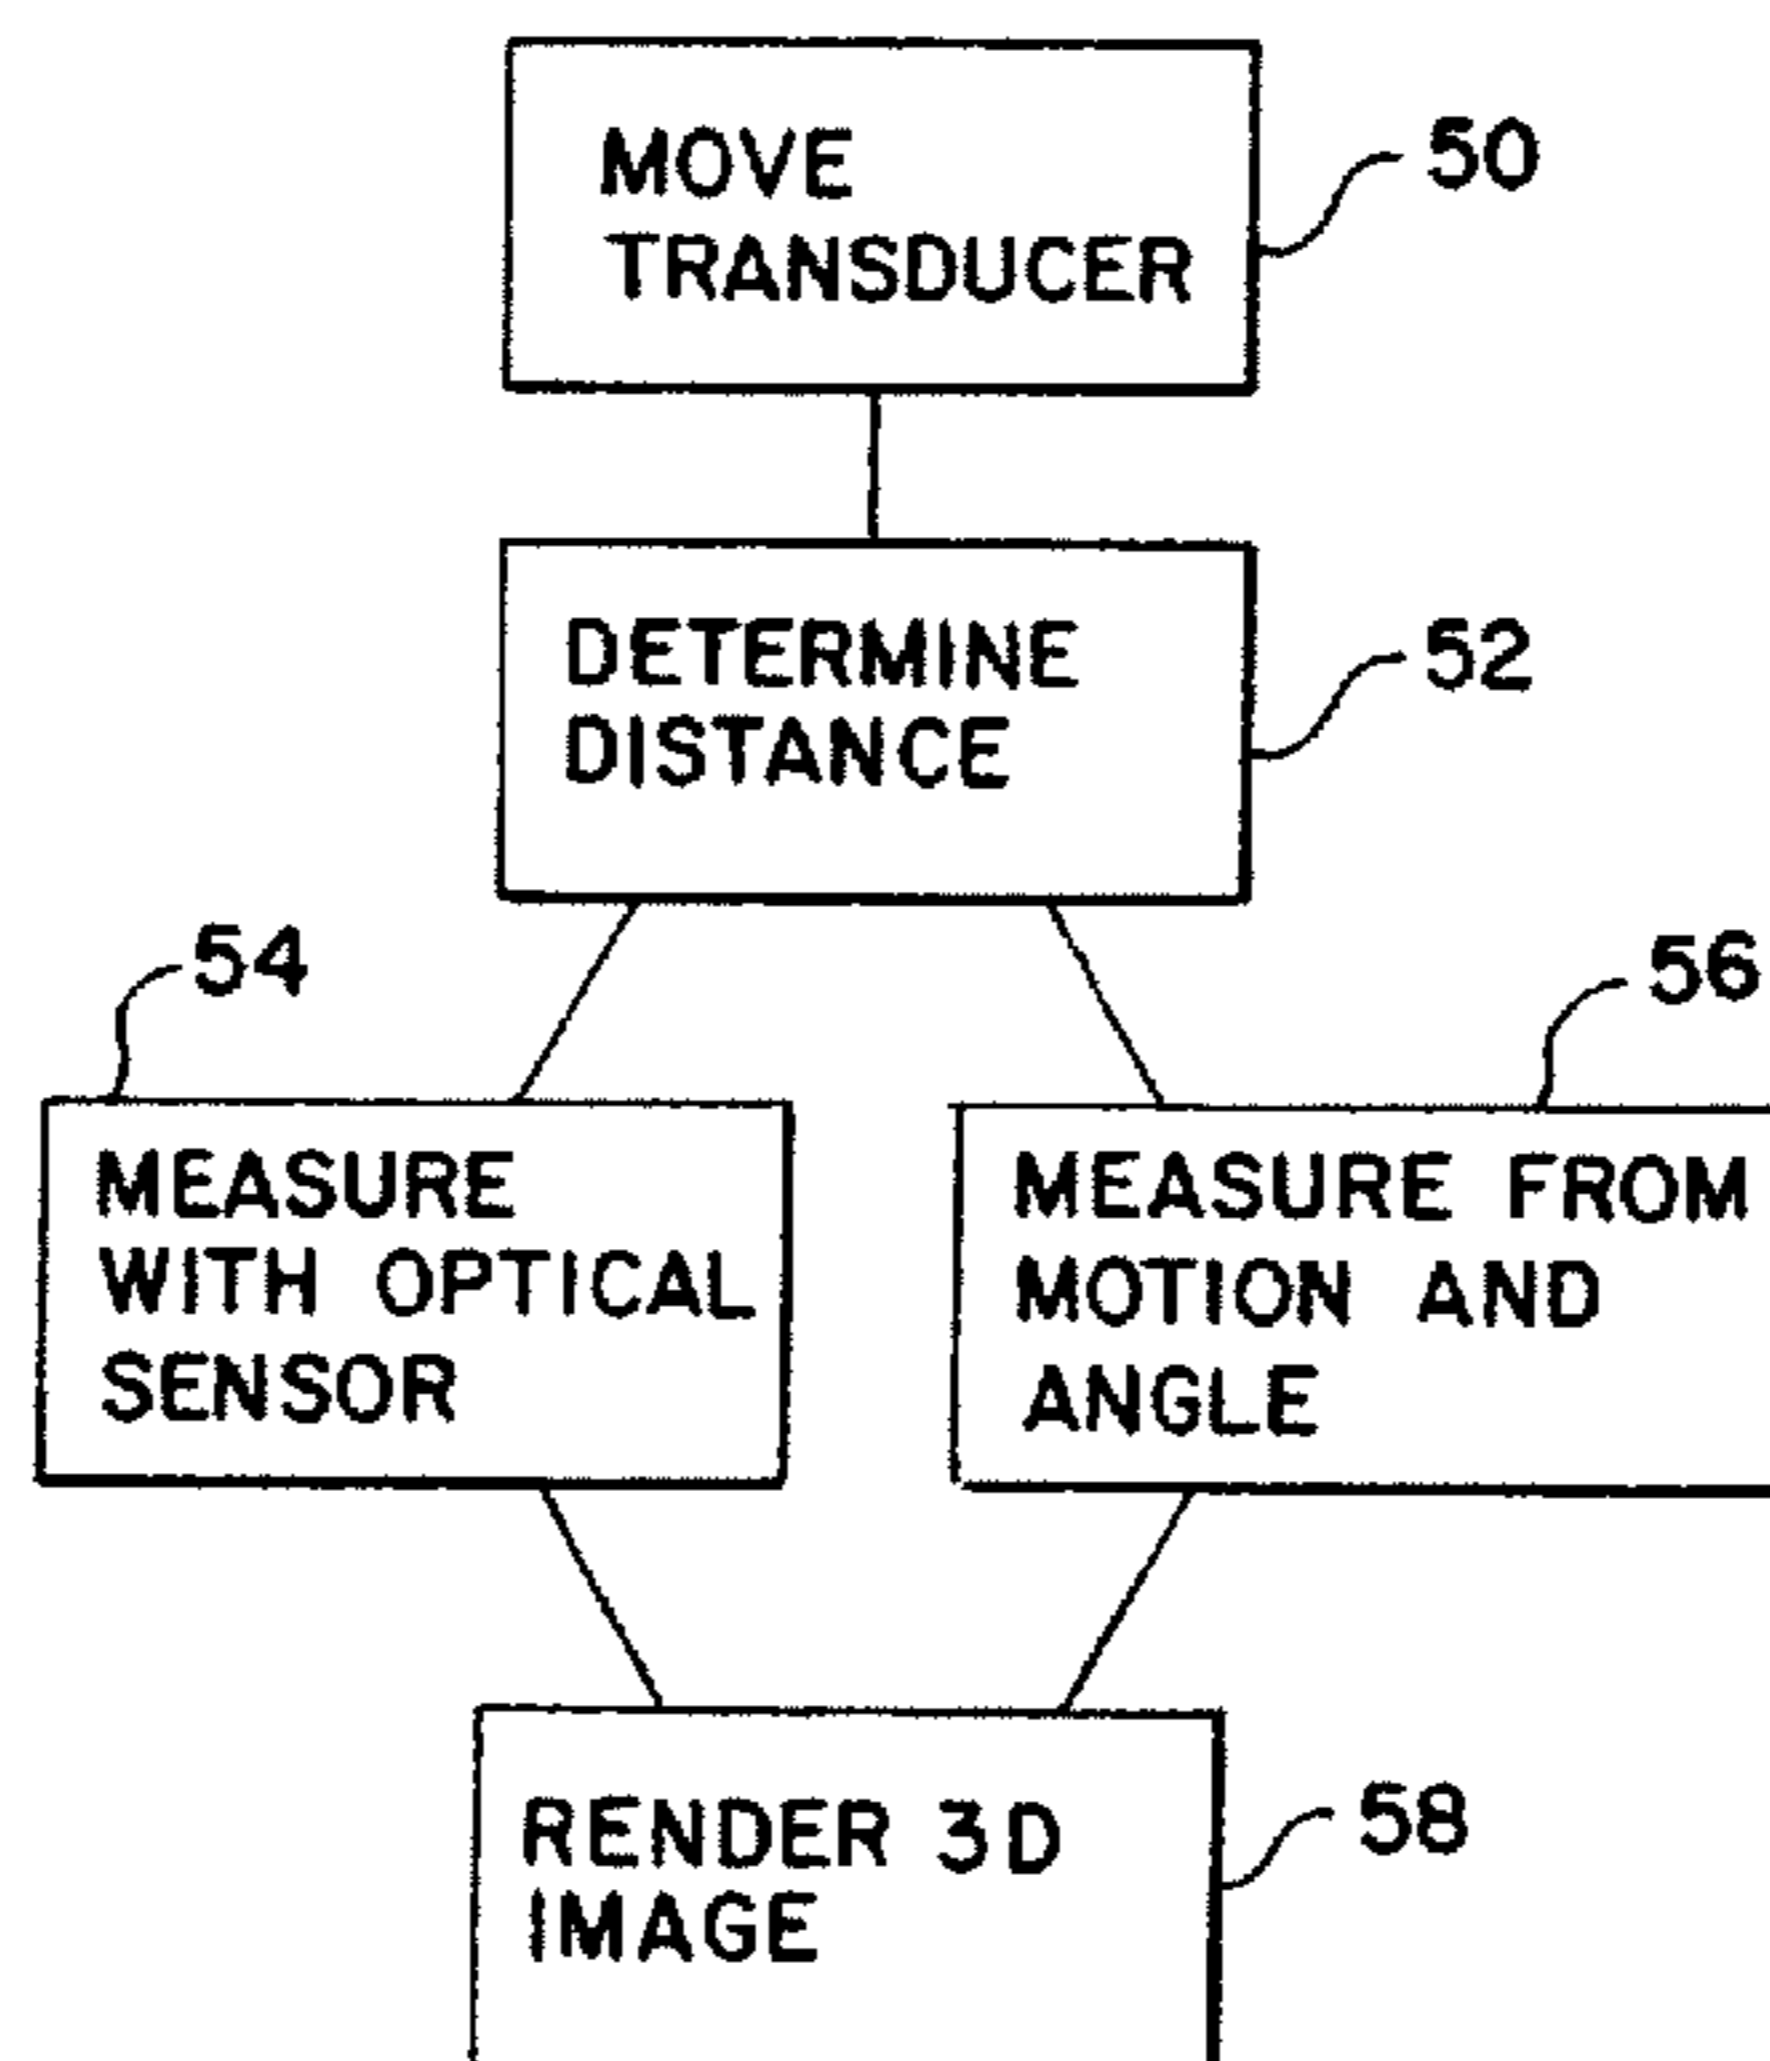 MOVE
TRANSDUCER
50
DETERMINE
DISTANCE
52
54
MEASURE
WITH OPTICAL
SENSOR
56
MEASURE FROM
MOTION AND
ANGLE
RENDER 3D
IMAGE
58